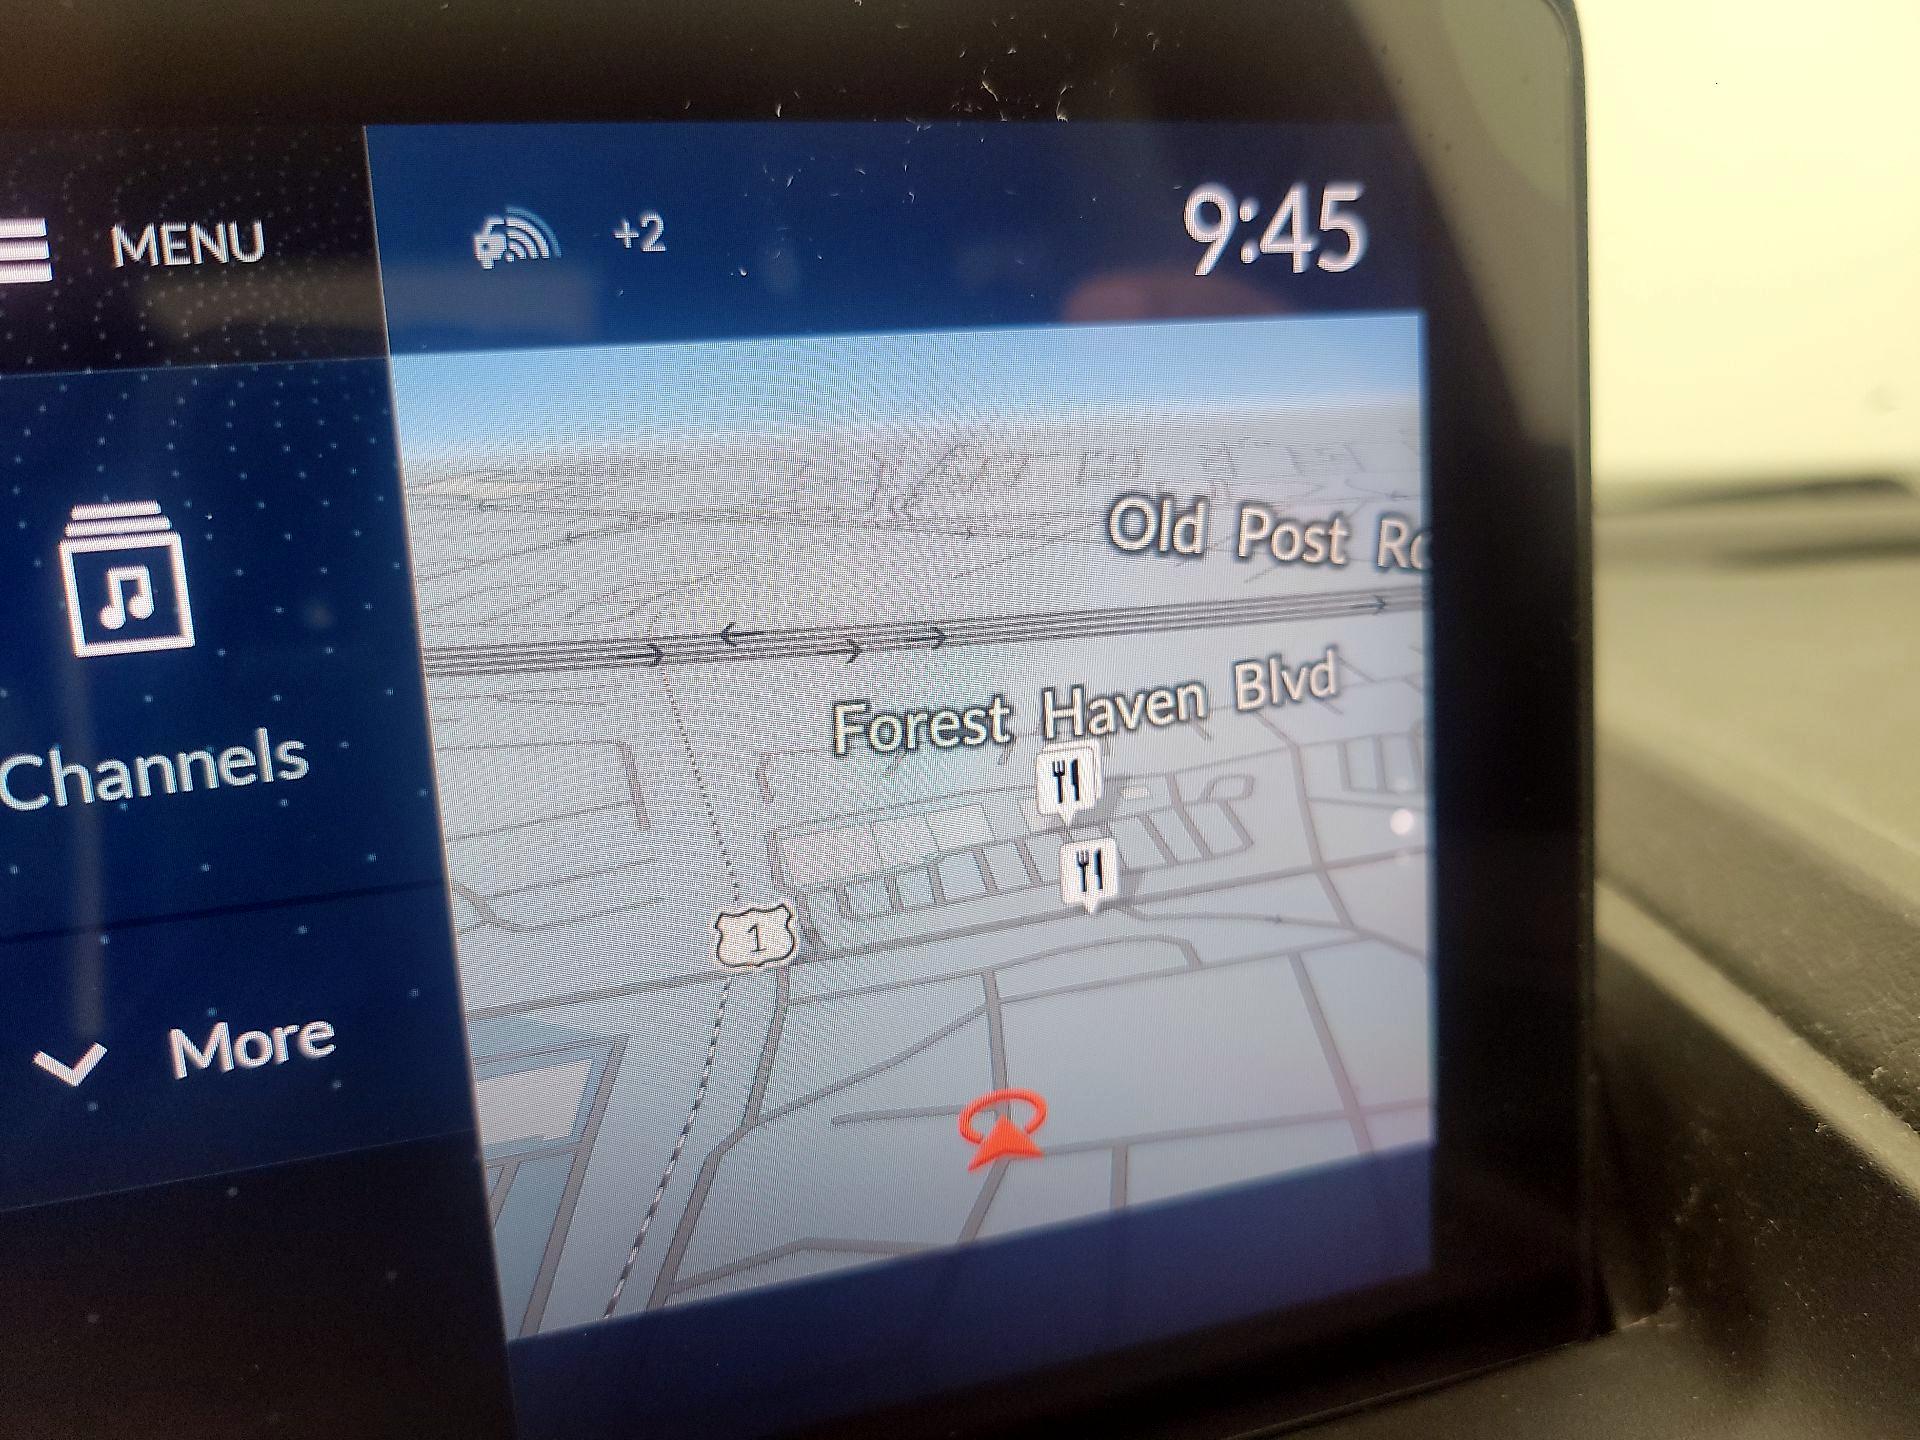 MENU
+2
9:45
Channels
More
Old Post Ro
Forest Haven Blvd
1